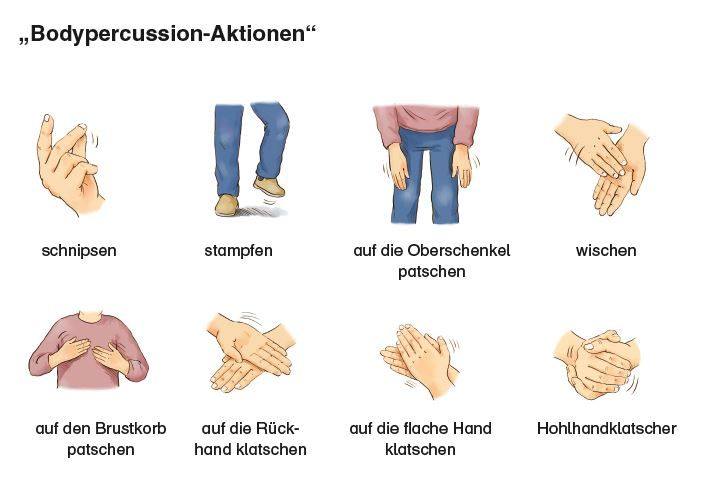 „Bodypercussion-Aktionen“
schnipsen
stampfen
auf die Oberschenkel
patschen
wischen
auf den Brustkorb
patschen
auf die Rück-
hand klatschen
auf die flache Hand
klatschen
Hohlhandklatscher